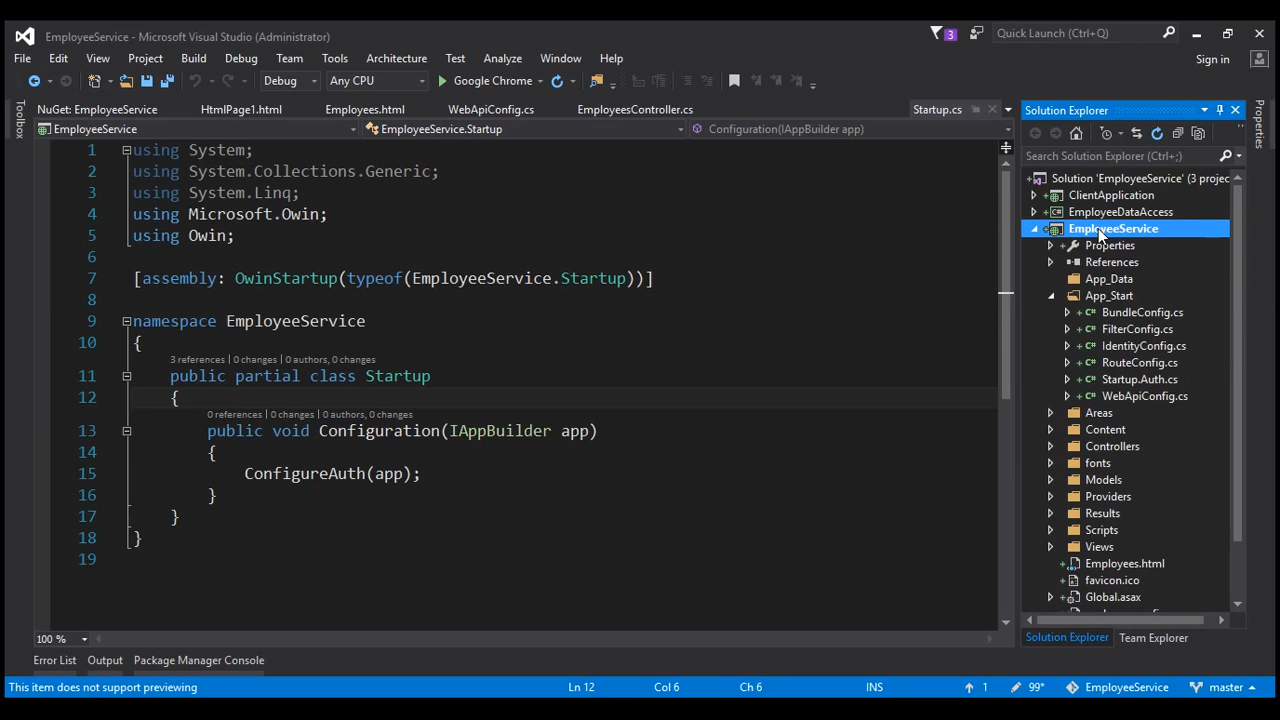 EmployeeService - Microsoft Visual Studio (Administrator)
3
Quick Launch (Ctrl+Q)
File Edit View Project Build Debug Team Tools Architecture Test Analyze Window Help
Sign in
Debug Any CPU Google Chrome
NuGet: EmployeeService HtmlPage1.html Employees.html WebApiConfig.cs EmployeesController.cs Startup.cs
EmployeeService EmployeeService.Startup Configuration(IAppBuilder app)
Toolbox
1 using System;
2 using System.Collections.Generic;
3 using System.Linq;
4 using Microsoft.Owin;
5 using Owin;
6
7 [assembly: OwinStartup(typeof(EmployeeService.Startup))]
8
9 namespace EmployeeService
10 {
3 references | 0 changes | 0 authors, 0 changes
11 public partial class Startup
12 {
0 references | 0 changes | 0 authors, 0 changes
13 public void Configuration(IAppBuilder app)
14 {
15 ConfigureAuth(app);
16 }
17 }
18 }
19
100 %
Solution Explorer
Properties
Search Solution Explorer (Ctrl+;)
Solution 'EmployeeService' (3 projec
ClientApplication
C# EmployeeDataAccess
EmployeeService
Properties
References
App_Data
App_Start
C# BundleConfig.cs
C# FilterConfig.cs
C# IdentityConfig.cs
C# RouteConfig.cs
C# Startup.Auth.cs
C# WebApiConfig.cs
Areas
Content
Controllers
fonts
Models
Providers
Results
Scripts
Views
Employees.html
favicon.ico
Global.asax
Solution Explorer Team Explorer
Error List Output Package Manager Console
This item does not support previewing Ln 12 Col 6 Ch 6 INS 1 99* EmployeeService master